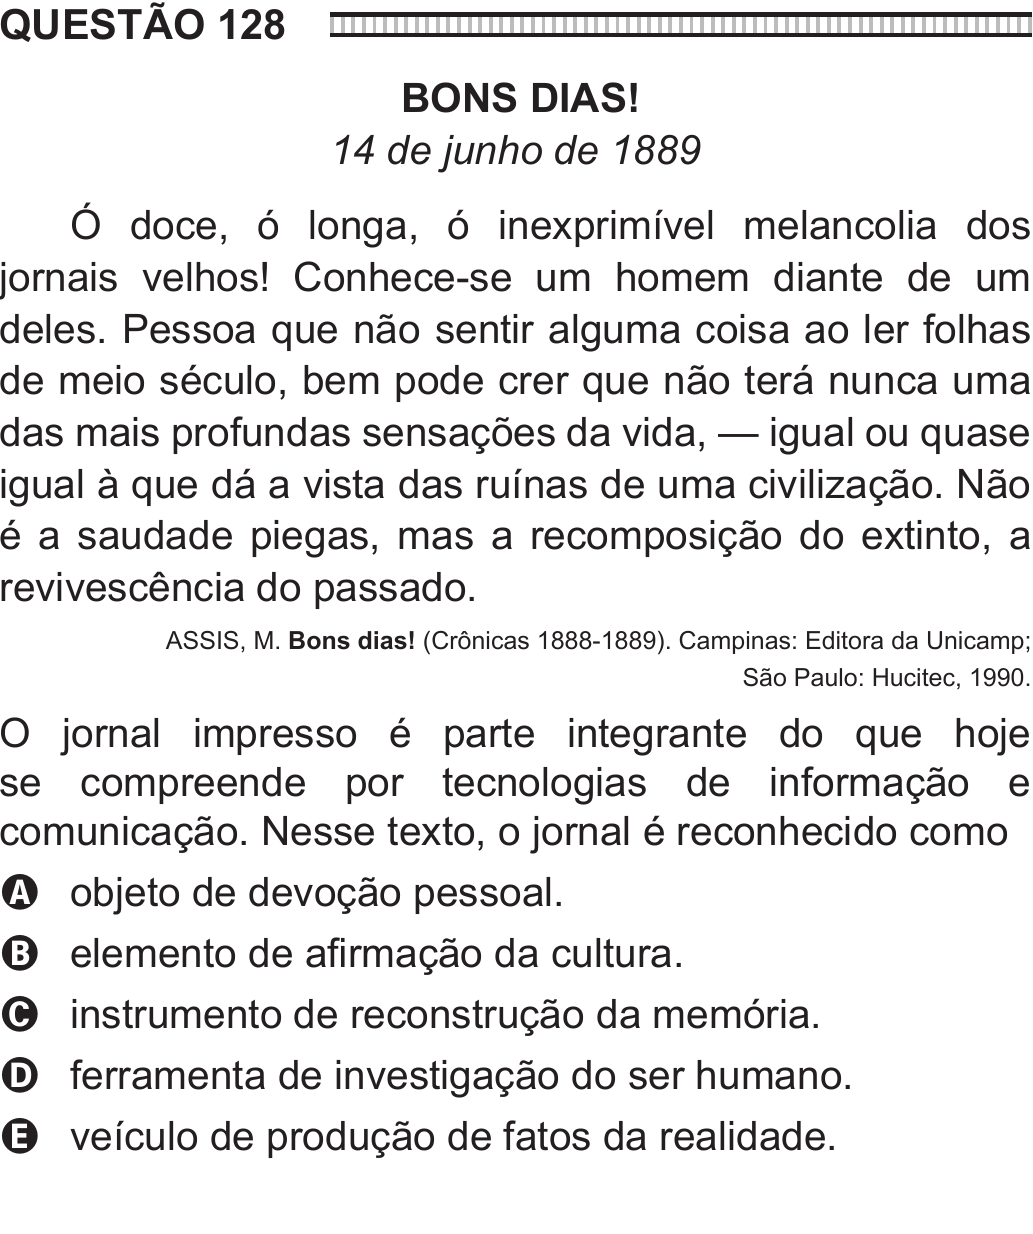 QUESTÃO 128
BONS DIAS!
14 de junho de 1889
Ó doce, ó longa, ó inexprimível melancolia dos
jornais velhos! Conhece-se um homem diante de um
deles. Pessoa que não sentir alguma coisa ao ler folhas
de meio século, bem pode crer que não terá nunca uma
das mais profundas sensações da vida, — igual ou quase
igual à que dá a vista das ruínas de uma civilização. Não
é a saudade piegas, mas a recomposição do extinto, a
revivescência do passado.
ASSIS, M. Bons dias! (Crônicas 1888-1889). Campinas: Editora da Unicamp;
São Paulo: Hucitec, 1990.
O jornal impresso é parte integrante do que hoje
se compreende por tecnologias de informação e
comunicação. Nesse texto, o jornal é reconhecido como
A objeto de devoção pessoal.
B elemento de afirmação da cultura.
C instrumento de reconstrução da memória.
D ferramenta de investigação do ser humano.
E veículo de produção de fatos da realidade.